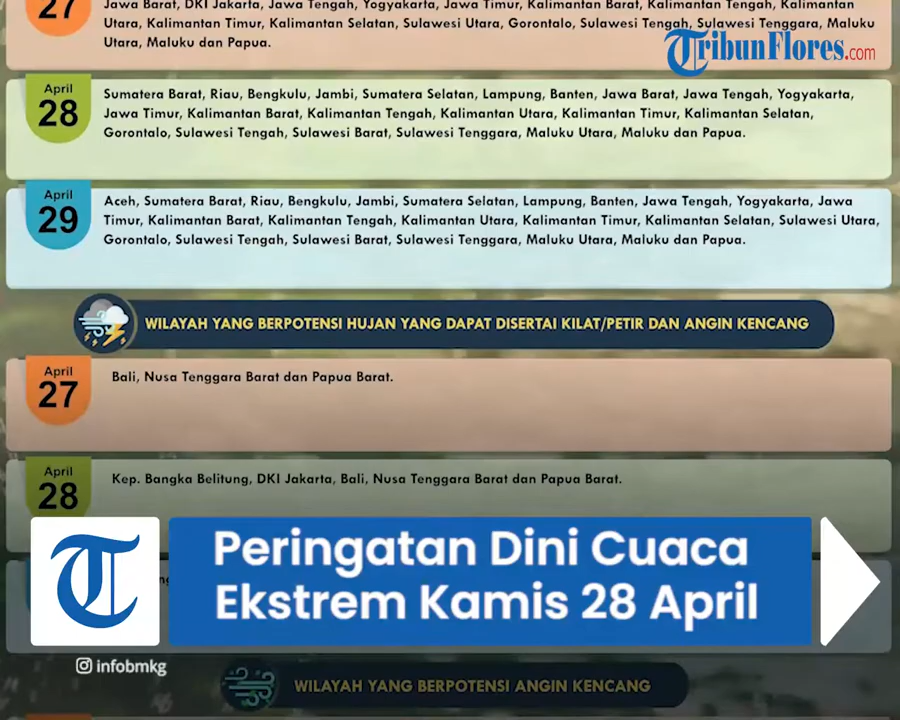 27
Jawa Barat, DKI Jakarta, Jawa Tengah, Yogyakarta, Jawa Timur, Kalimantan Barat, Kalimantan Tengah, Kalimantan
Utara, Kalimantan Timur, Kalimantan Selatan, Sulawesi Utara, Gorontalo, Sulawesi Tengah, Sulawesi Tenggara, Maluku
Utara, Maluku dan Papua.
TribunFlores.com
April
28
Sumatera Barat, Riau, Bengkulu, Jambi, Sumatera Selatan, Lampung, Banten, Jawa Barat, Jawa Tengah, Yogyakarta,
Jawa Timur, Kalimantan Barat, Kalimantan Tengah, Kalimantan Utara, Kalimantan Timur, Kalimantan Selatan,
Gorontalo, Sulawesi Tengah, Sulawesi Barat, Sulawesi Tenggara, Maluku Utara, Maluku dan Papua.
April
29
Aceh, Sumatera Barat, Riau, Bengkulu, Jambi, Sumatera Selatan, Lampung, Banten, Jawa Tengah, Yogyakarta, Jawa
Timur, Kalimantan Barat, Kalimantan Tengah, Kalimantan Utara, Kalimantan Timur, Kalimantan Selatan, Sulawesi Utara,
Gorontalo, Sulawesi Tengah, Sulawesi Barat, Sulawesi Tenggara, Maluku Utara, Maluku dan Papua.
WILAYAH YANG BERPOTENSI HUJAN YANG DAPAT DISERTAI KILAT/PETIR DAN ANGIN KENCANG
April
27
Bali, Nusa Tenggara Barat dan Papua Barat.
April
28
Kep. Bangka Belitung, DKI Jakarta, Bali, Nusa Tenggara Barat dan Papua Barat.
T
Peringatan Dini Cuaca
Ekstrem Kamis 28 April
infobmkg
WILAYAH YANG BERPOTENSI ANGIN KENCANG